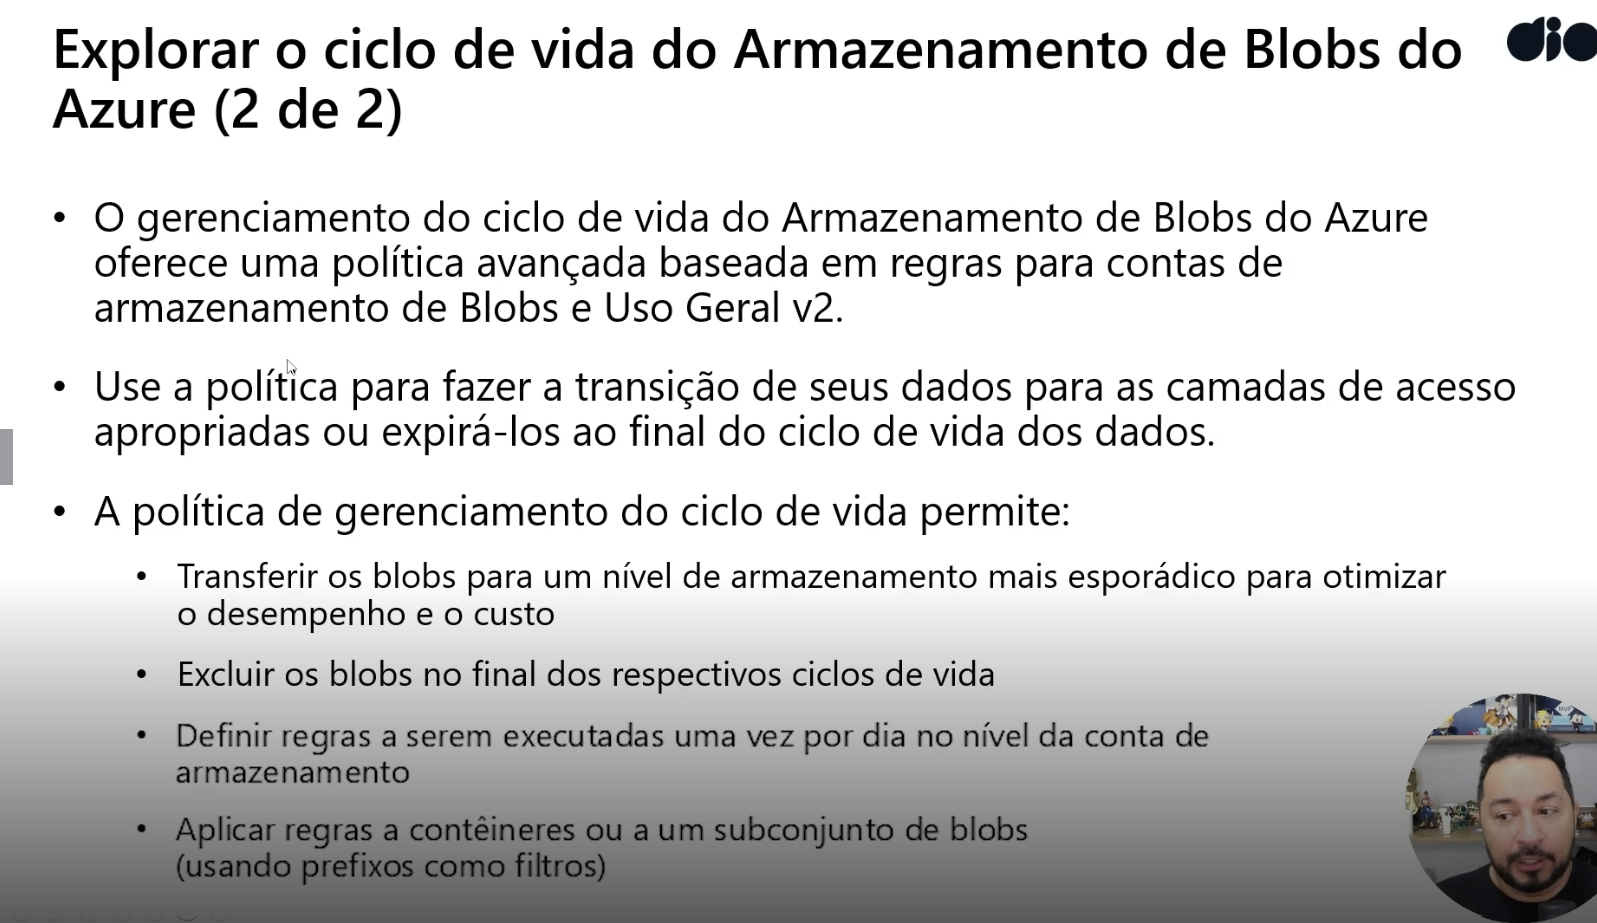 Explorar o ciclo de vida do Armazenamento de Blobs do
Azure (2 de 2)
dio
• O gerenciamento do ciclo de vida do Armazenamento de Blobs do Azure
oferece uma política avançada baseada em regras para contas de
armazenamento de Blobs e Uso Geral v2.
• Use a política para fazer a transição de seus dados para as camadas de acesso
apropriadas ou expirá-los ao final do ciclo de vida dos dados.
• A política de gerenciamento do ciclo de vida permite:
• Transferir os blobs para um nível de armazenamento mais esporádico para otimizar
o desempenho e o custo
• Excluir os blobs no final dos respectivos ciclos de vida
• Definir regras a serem executadas uma vez por dia no nível da conta de
armazenamento
• Aplicar regras a contêineres ou a um subconjunto de blobs
(usando prefixos como filtros)